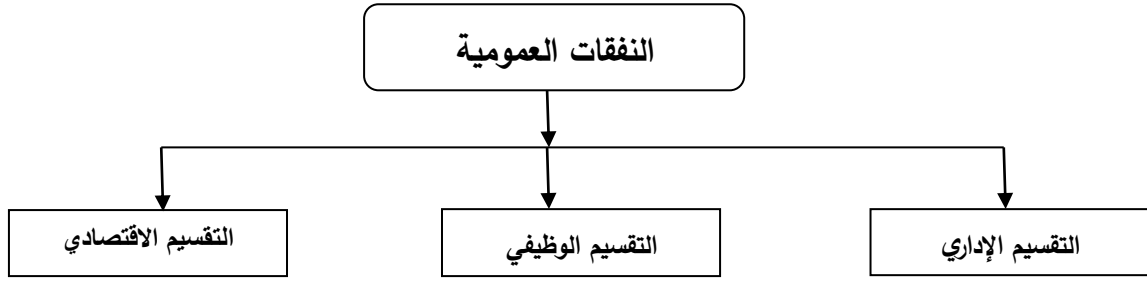 النفقات العمومية
التقسيم الإداري
التقسيم الوظيفي
التقسيم الاقتصادي